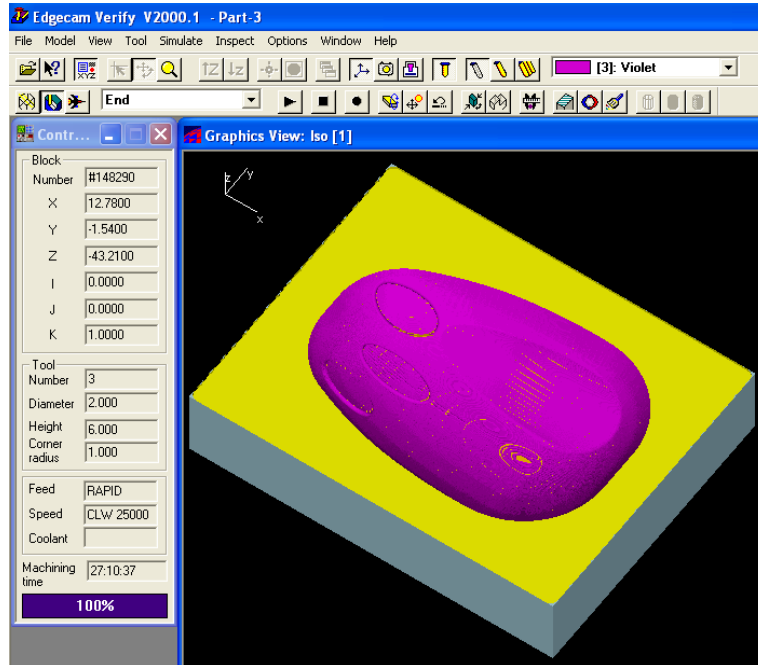 Edgecam Verify V2000.1 - Part-3
File Model View Tool Simulate Inspect Options Window Help
[3]: Violet
End
Contr...
Graphics View: Iso [1]
Block
Number #148290
X 12.7800
Y -1.5400
Z -43.2100
I 0.0000
J 0.0000
K 1.0000
Tool
Number 3
Diameter 2.000
Height 6.000
Corner
radius 1.000
Feed RAPID
Speed CLW 25000
Coolant
Machining
time 27:10:37
100%
z
y
x